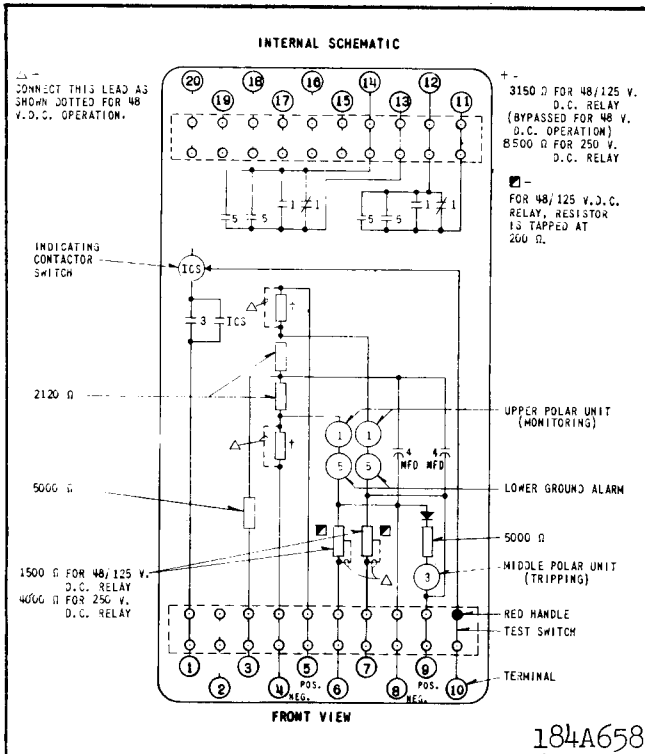 INTERNAL SCHEMATIC
△ -
CONNECT THIS LEAD AS
SHOWN DOTTED FOR 48
V.D.C. OPERATION.
20
18
16
14
12
19
17
15
13
11
+ -
3150 Ω FOR 48/125 V.
D.C. RELAY
(BYPASSED FOR 48 V.
D.C. OPERATION)
8500 Ω FOR 250 V.
D.C. RELAY
FOR 48/125 V.D.C.
RELAY, RESISTOR
IS TAPPED AT
200 Ω.
5
5
1
1
5
5
1
1
INDICATING
CONTACTOR
SWITCH
ICS
3
ICS
△
†
2120 Ω
△
†
1
1
UPPER POLAR UNIT
(MONITORING)
4
MFD
4
MFD
5
5
LOWER GROUND ALARM
5000 Ω
5000 Ω
△
3
MIDDLE POLAR UNIT
(TRIPPING)
1500 Ω FOR 48/125 V.
D.C. RELAY
4000 Ω FOR 250 V.
D.C. RELAY
RED HANDLE
TEST SWITCH
TERMINAL
1
3
5
POS.
7
9
POS.
2
4
NEG.
6
8
NEG.
10
FRONT VIEW
184A658